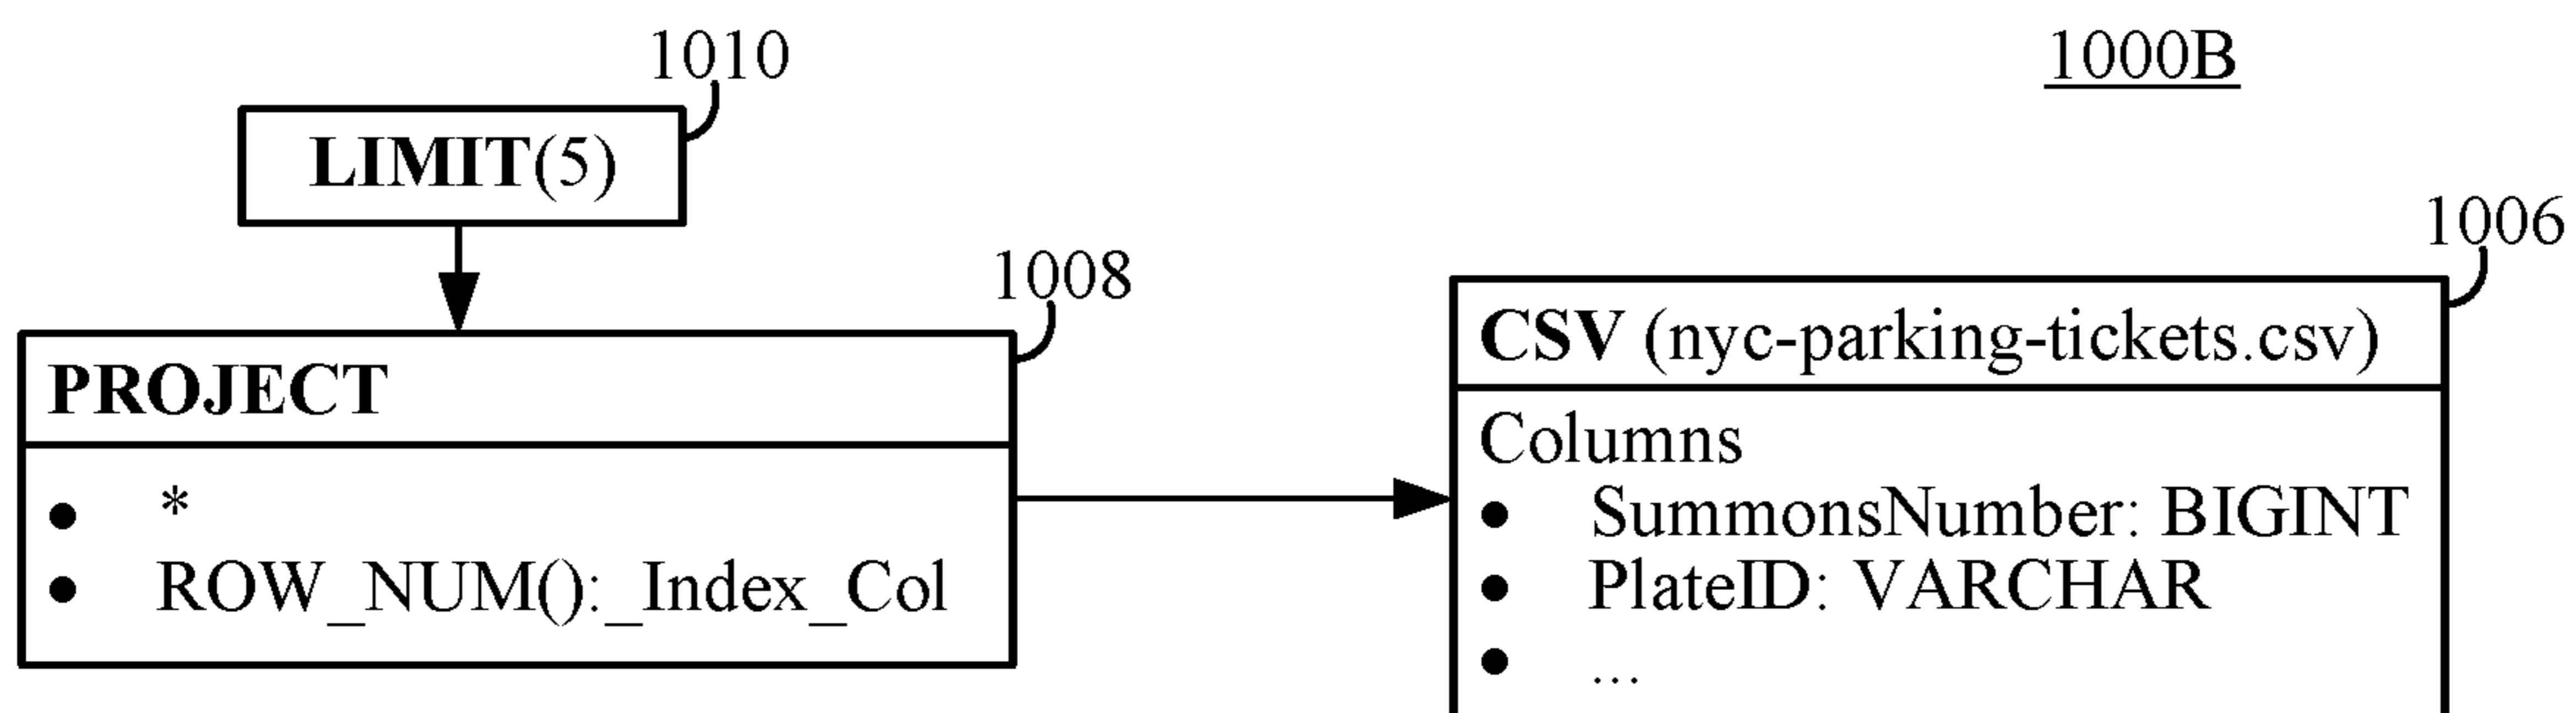 1010
1000B
LIMIT(5)
1008
PROJECT
• *
• ROW_NUM():_Index_Col
1006
CSV (nyc-parking-tickets.csv)
Columns
• SummonsNumber: BIGINT
• PlateID: VARCHAR
• ...